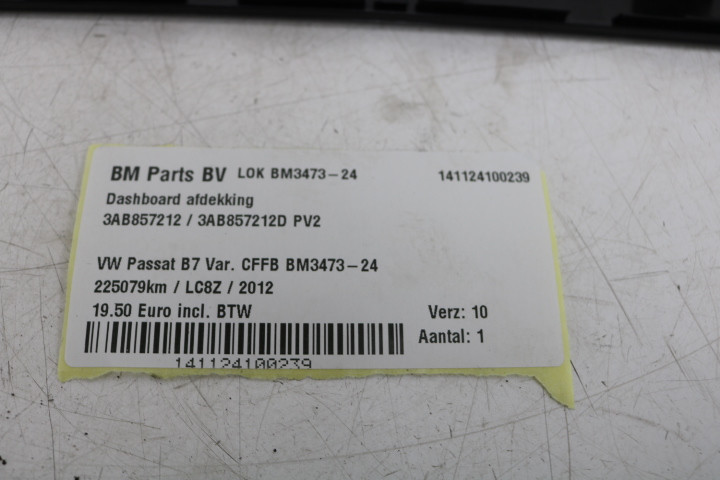 BM Parts BV LOK BM3473-24 141124100239
Dashboard afdekking
3AB857212 / 3AB857212D PV2
VW Passat B7 Var. CFFB BM3473-24
225079km / LC8Z / 2012
19.50 Euro incl. BTW Verz: 10
Aantal: 1
141124100239